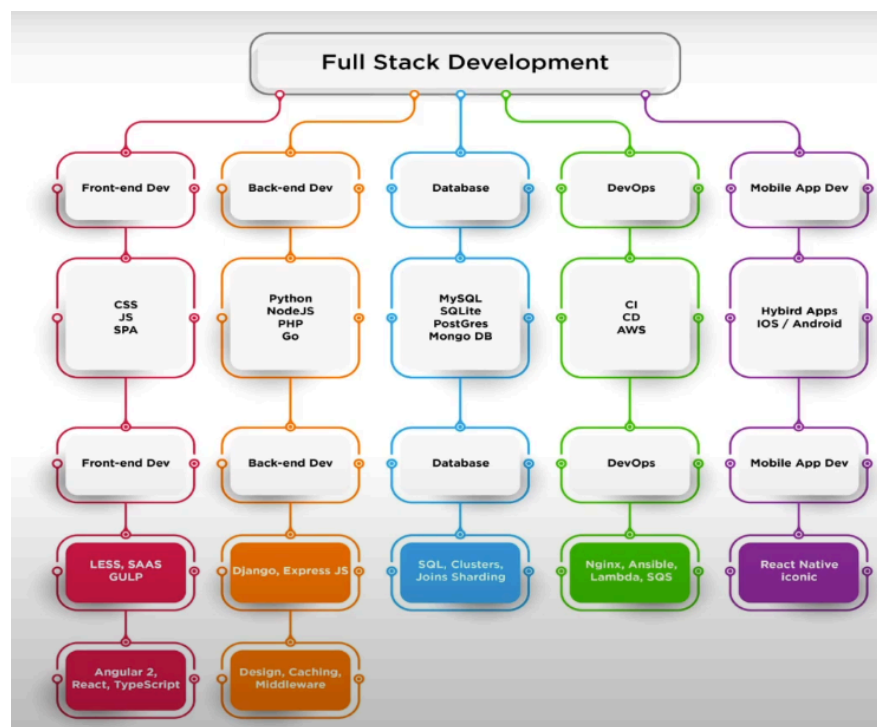 Full Stack Development
Front-end Dev
Back-end Dev
Database
DevOps
Mobile App Dev
CSS
JS
SPA
Python
NodeJS
PHP
Go
MySQL
SQLite
PostGres
Mongo DB
CI
CD
AWS
Hybird Apps
IOS / Android
Front-end Dev
Back-end Dev
Database
DevOps
Mobile App Dev
LESS, SAAS
GULP
Django, Express JS
SQL, Clusters,
Joins Sharding
Nginx, Ansible,
Lambda, SQS
React Native
iconic
Angular 2,
React, TypeScript
Design, Caching,
Middleware